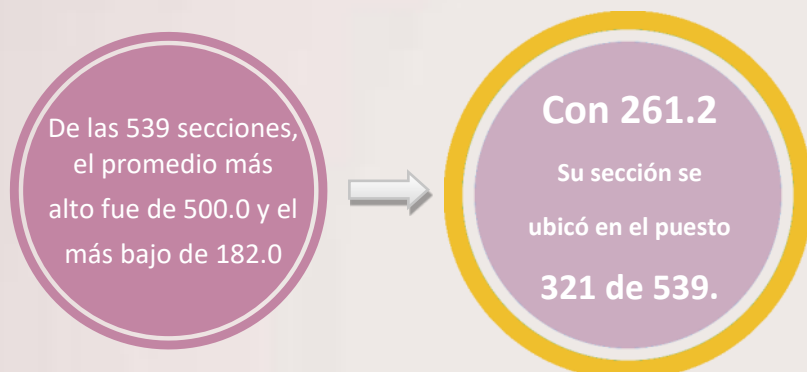 De las 539 secciones,
el promedio más
alto fue de 500.0 y el
más bajo de 182.0
Con 261.2
Su sección se
ubicó en el puesto
321 de 539.